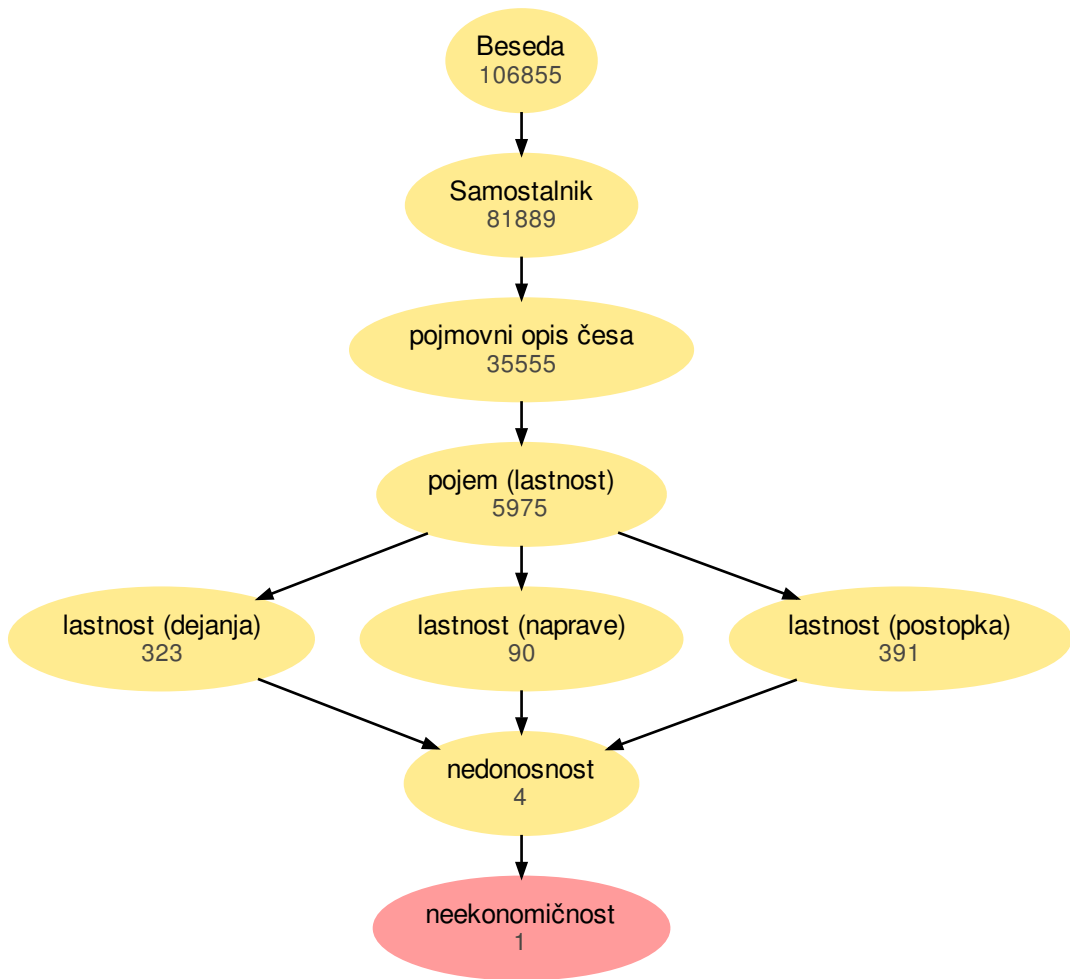 Beseda
106855
Samostalnik
81889
pojmovni opis česa
35555
pojem (lastnost)
5975
lastnost (dejanja)
323
lastnost (naprave)
90
lastnost (postopka)
391
nedonosnost
4
neekonomičnost
1